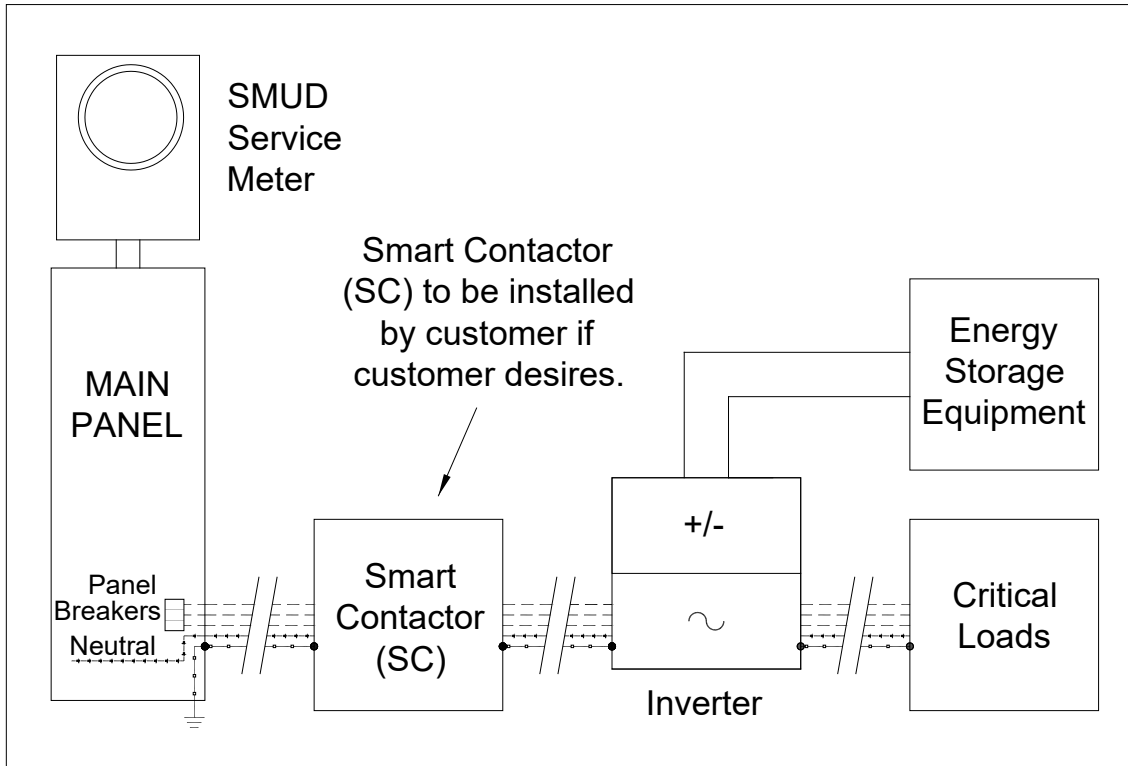 SMUD
Service
Meter
Smart Contactor
(SC) to be installed
by customer if
customer desires.
MAIN
PANEL
Energy
Storage
Equipment
+/-
Panel
Breakers
Neutral
Smart
Contactor
(SC)
Critical
Loads
Inverter